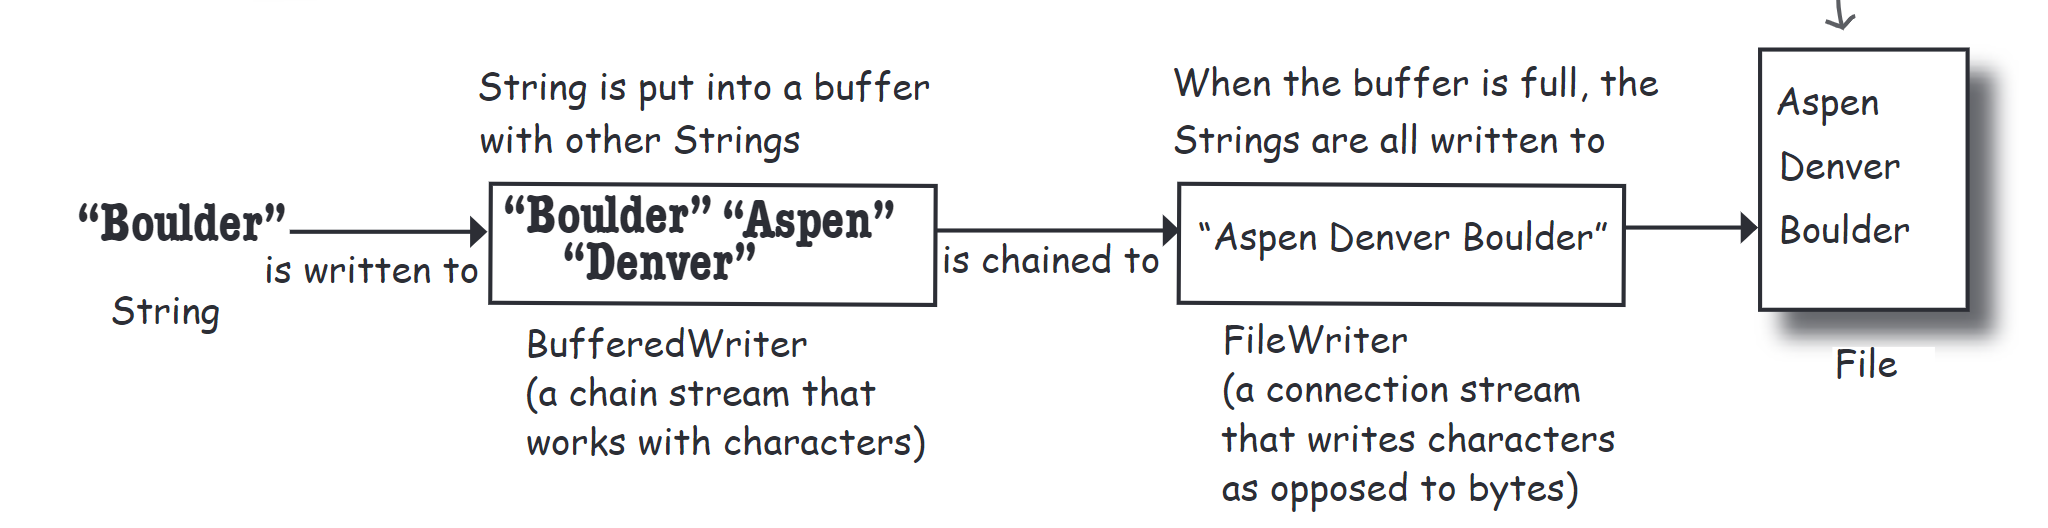 “Boulder”
is written to
String
String is put into a buffer
with other Strings
“Boulder” “Aspen”
“Denver”
BufferedWriter
(a chain stream that
works with characters)
is chained to
When the buffer is full, the
Strings are all written to
“Aspen Denver Boulder”
FileWriter
(a connection stream
that writes characters
as opposed to bytes)
Aspen
Denver
Boulder
File